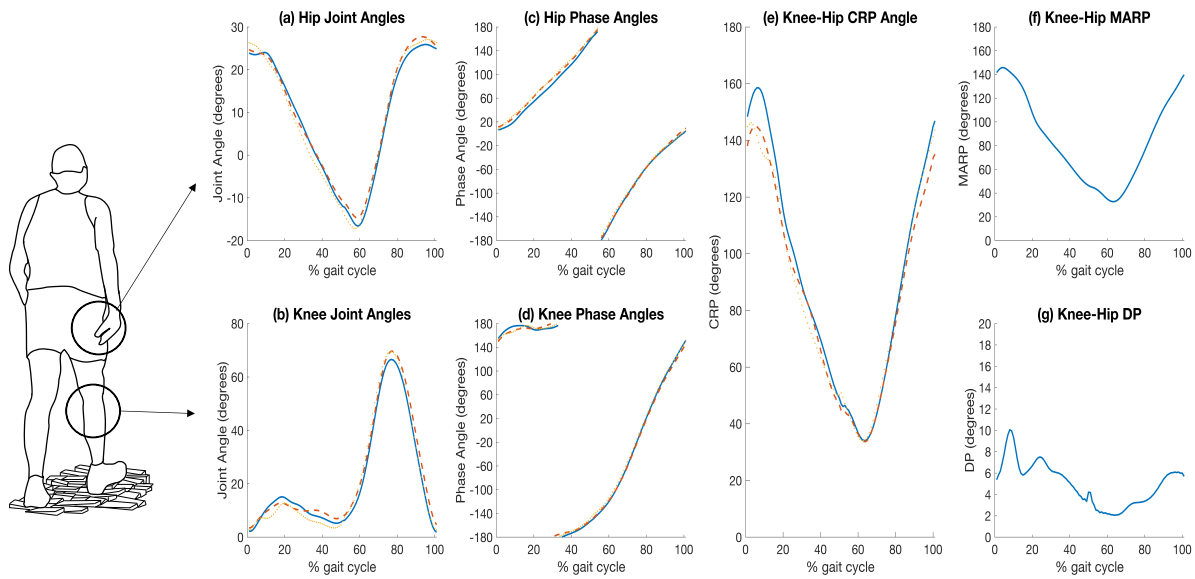 (a) Hip Joint Angles
Joint Angle (degrees)
30
20
10
0
-10
-20
0 20 40 60 80 100
% gait cycle
(b) Knee Joint Angles
Joint Angle (degrees)
80
60
40
20
0
0 20 40 60 80 100
% gait cycle
(c) Hip Phase Angles
Phase Angle (degrees)
180
140
100
60
20
-20
-60
-100
-140
-180
0 20 40 60 80 100
% gait cycle
(d) Knee Phase Angles
Phase Angle (degrees)
180
140
100
60
20
-20
-60
-100
-140
-180
0 20 40 60 80 100
% gait cycle
(e) Knee-Hip CRP Angle
CRP (degrees)
180
160
140
120
100
80
60
40
20
0
0 20 40 60 80 100
% gait cycle
(f) Knee-Hip MARP
MARP (degrees)
180
160
140
120
100
80
60
40
20
0
0 20 40 60 80 100
% gait cycle
(g) Knee-Hip DP
DP (degrees)
20
18
16
14
12
10
8
6
4
2
0
0 20 40 60 80 100
% gait cycle